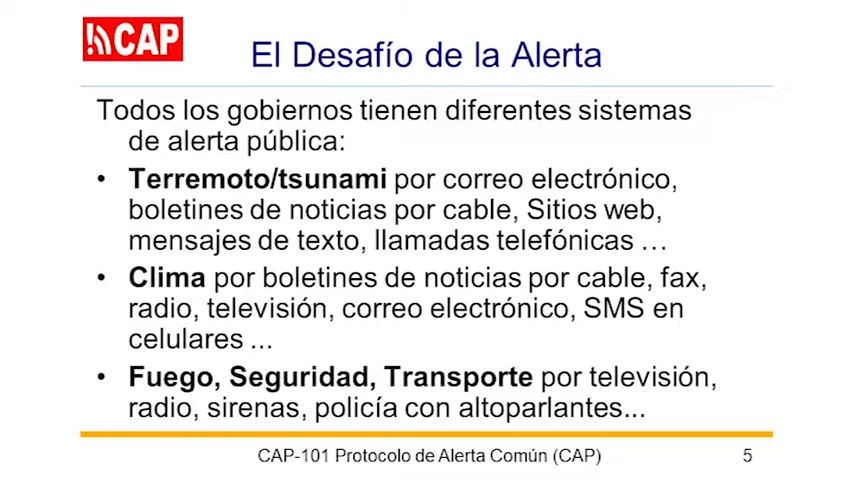 CAP
El Desafío de la Alerta
Todos los gobiernos tienen diferentes sistemas
de alerta pública:
• Terremoto/tsunami por correo electrónico,
boletines de noticias por cable, Sitios web,
mensajes de texto, llamadas telefónicas …
• Clima por boletines de noticias por cable, fax,
radio, televisión, correo electrónico, SMS en
celulares ...
• Fuego, Seguridad, Transporte por televisión,
radio, sirenas, policía con altoparlantes...
CAP-101 Protocolo de Alerta Común (CAP)
5